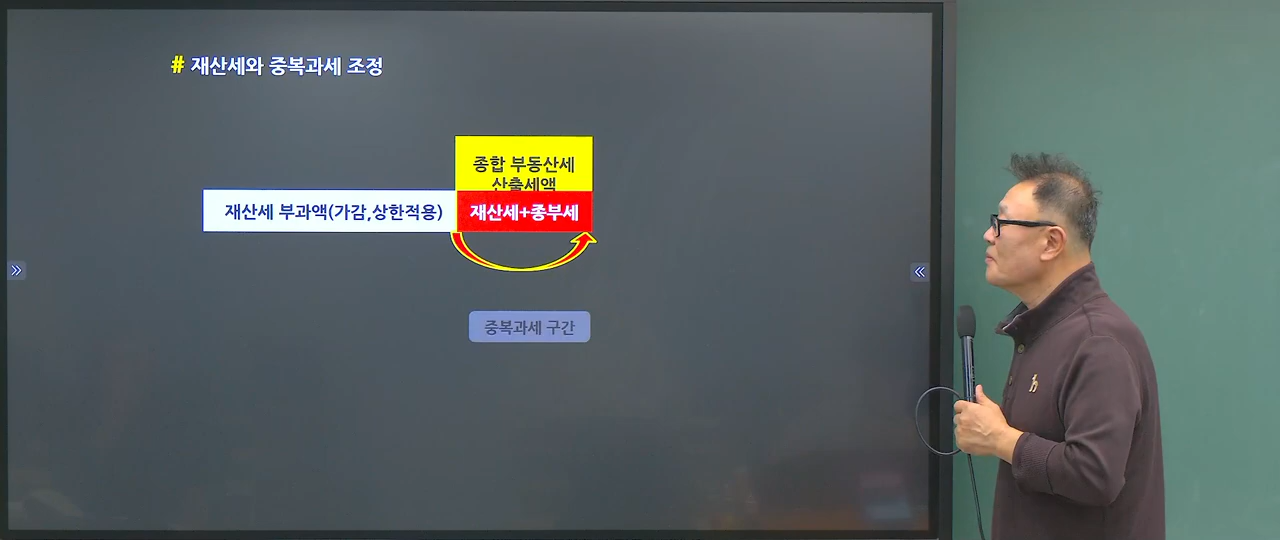 # 재산세와 중복과세 조정
종합 부동산세
산출세액
재산세 부과액(가감,상한적용)
재산세+종부세
중복과세 구간